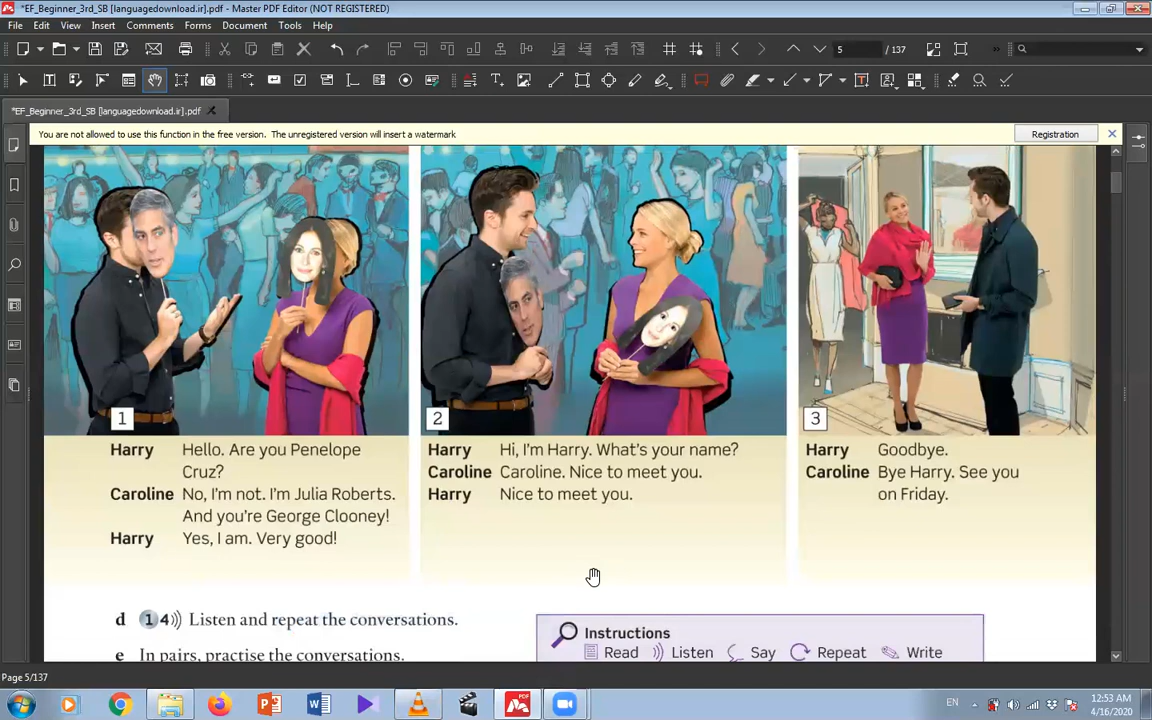 *EF_Beginner_3rd_SB [languagedownload.ir].pdf - Master PDF Editor (NOT REGISTERED)
File Edit View Insert Comments Forms Document Tools Help
5 / 137
*EF_Beginner_3rd_SB [languagedownload.ir].pdf
You are not allowed to use this function in the free version. The unregistered version will insert a watermark
Registration
1
Harry Hello. Are you Penelope
Cruz?
Caroline No, I'm not. I'm Julia Roberts.
And you're George Clooney!
Harry Yes, I am. Very good!
2
Harry Hi, I'm Harry. What's your name?
Caroline Caroline. Nice to meet you.
Harry Nice to meet you.
3
Harry Goodbye.
Caroline Bye Harry. See you
on Friday.
d 1 4 Listen and repeat the conversations.
e In pairs, practise the conversations.
Instructions
Read Listen Say Repeat Write
Page 5/137
EN
12:53 AM
4/16/2020